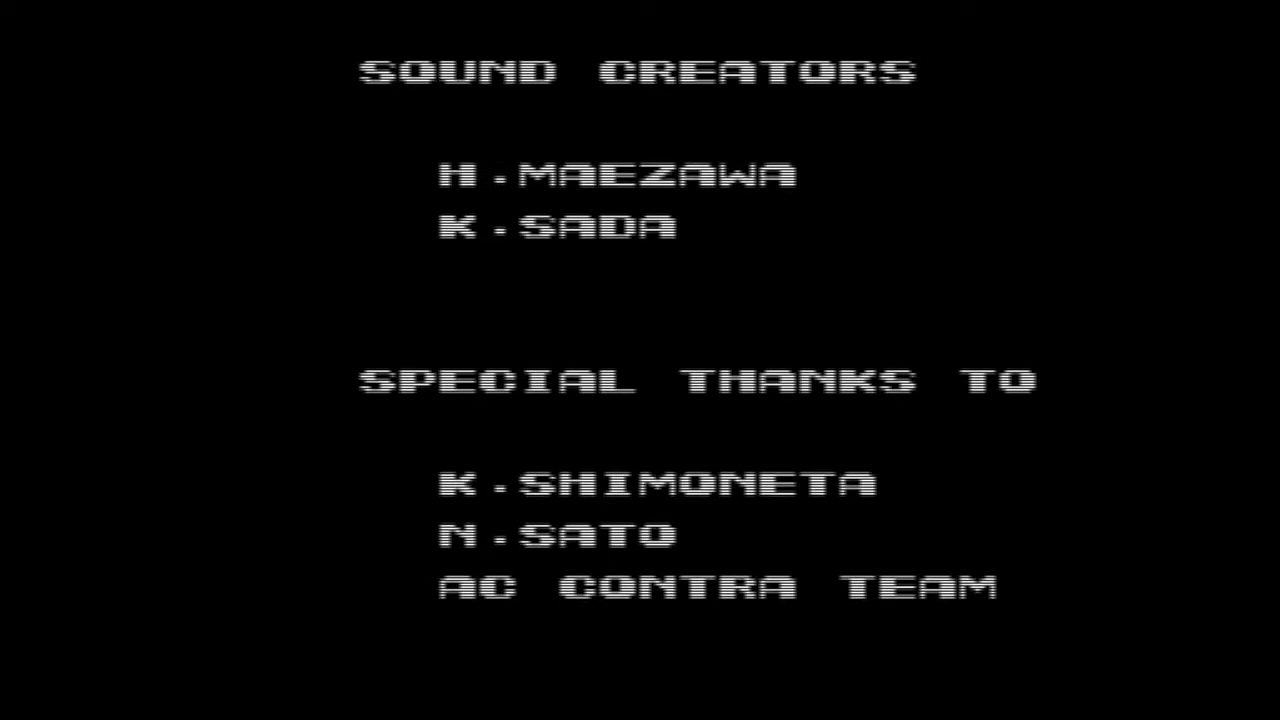 SOUND CREATORS
H.MAEZAWA
K.SADA
SPECIAL THANKS TO
K.SHIMONETA
N.SATO
AC CONTRA TEAM